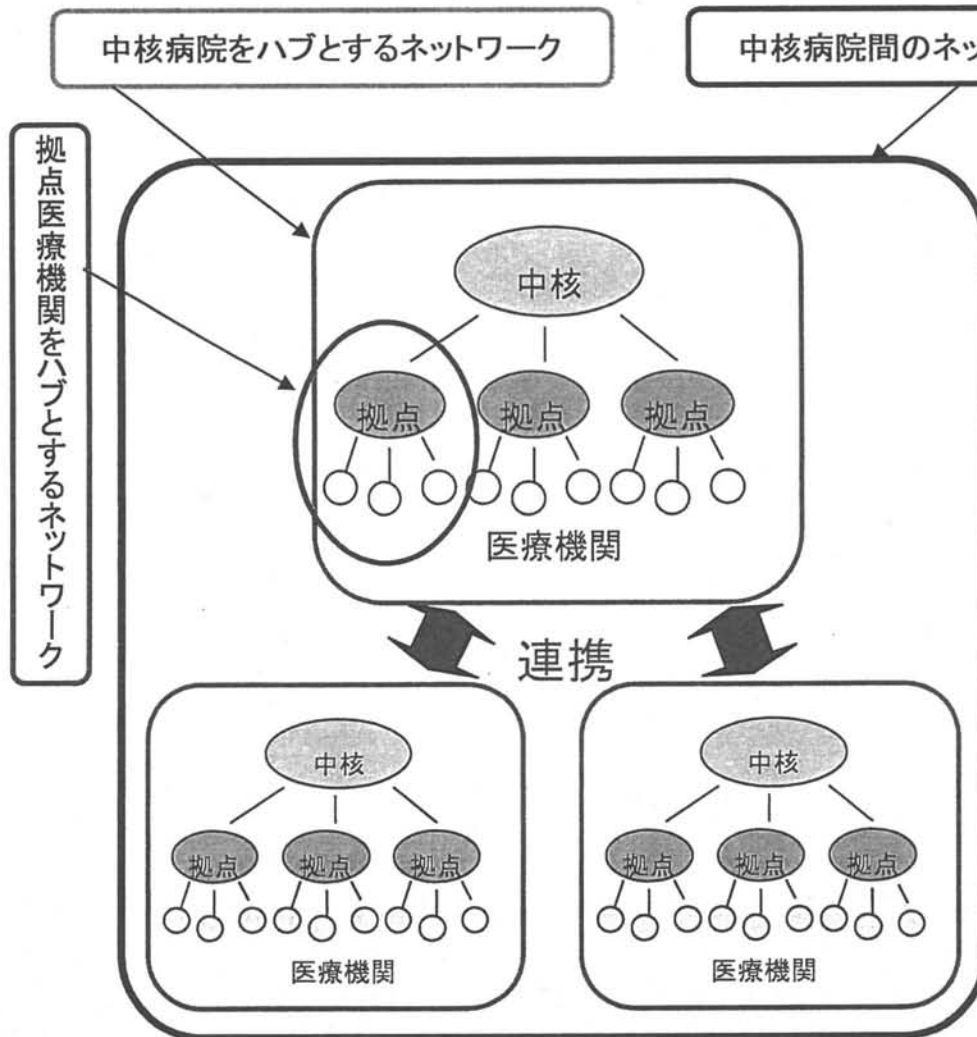 中核病院をハブとするネットワーク
中核病院間のネッ
拠点医療機関をハブとするネットワーク
中核
拠点 拠点 拠点
医療機関
連携
中核
拠点 拠点 拠点
医療機関
中核
拠点 拠点 拠点
医療機関